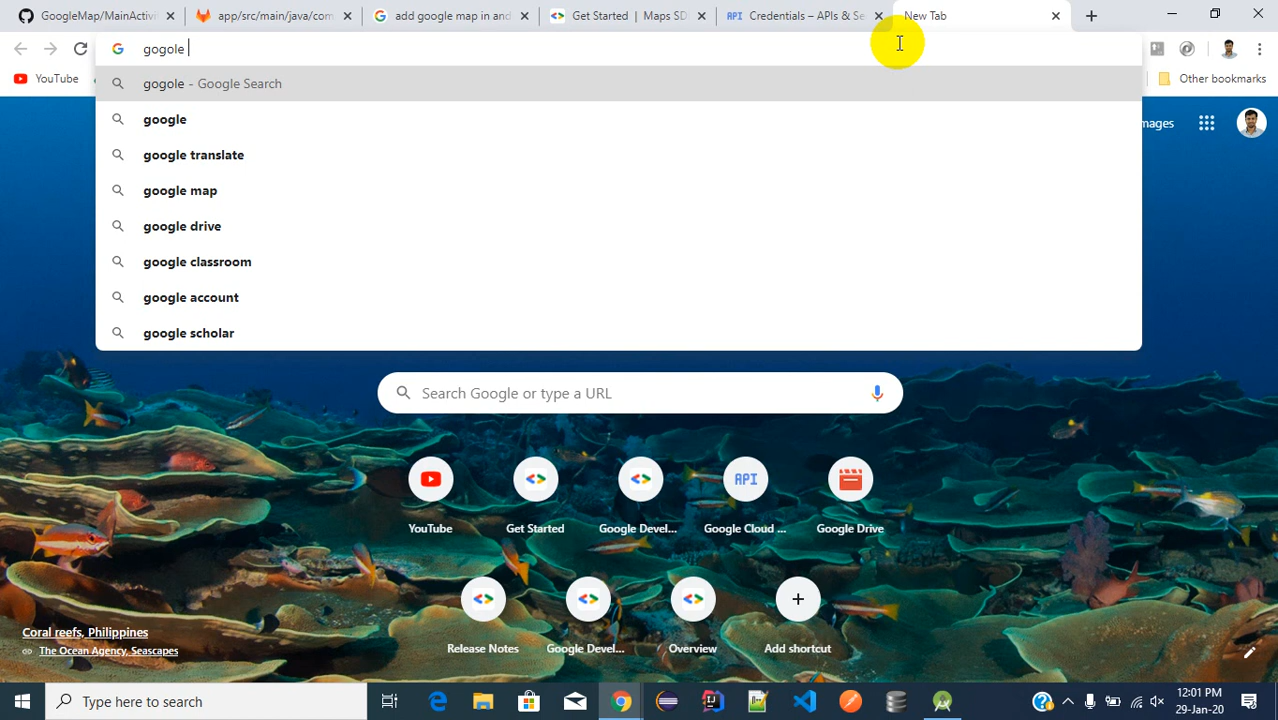 GoogleMap/MainActivi
app/src/main/java/com
add google map in and
Get Started | Maps SD
API Credentials – APIs & Se
New Tab
gogole
YouTube
Other bookmarks
gogole - Google Search
google
google translate
google map
google drive
google classroom
google account
google scholar
mages
Search Google or type a URL
API
YouTube
Get Started
Google Devel...
Google Cloud ...
Google Drive
Release Notes
Google Devel...
Overview
Add shortcut
Coral reefs, Philippines
The Ocean Agency, Seascapes
Type here to search
12:01 PM
29-Jan-20